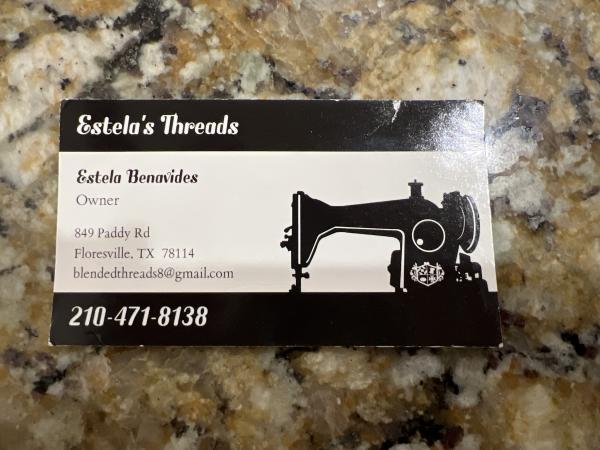 Estela's Threads
Estela Benavides
Owner
849 Paddy Rd
Floresville, TX 78114
blendedthreads8@gmail.com
210-471-8138